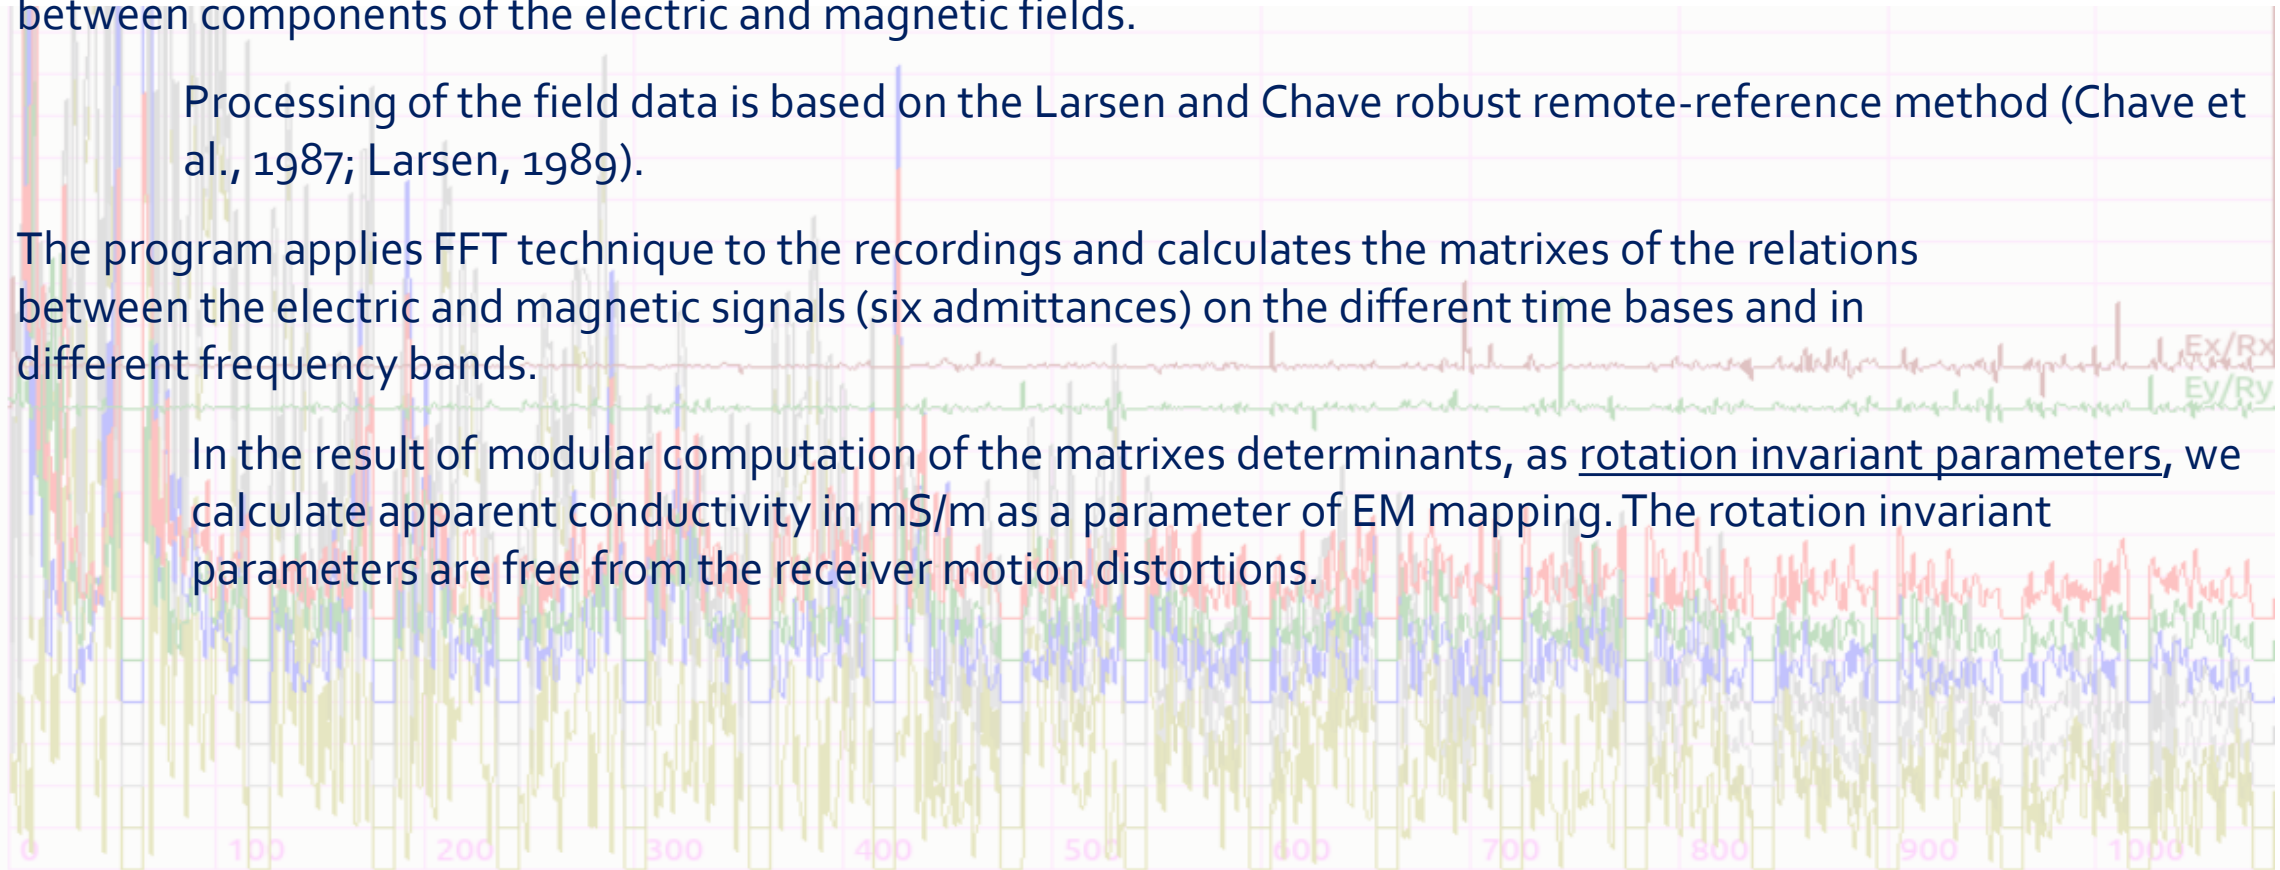 between components of the electric and magnetic fields.
Processing of the field data is based on the Larsen and Chave robust remote-reference method (Chave et
al., 1987; Larsen, 1989).
The program applies FFT technique to the recordings and calculates the matrixes of the relations
between the electric and magnetic signals (six admittances) on the different time bases and in
different frequency bands.
Ex/Rx
Ey/Ry
In the result of modular computation of the matrixes determinants, as rotation invariant parameters, we
calculate apparent conductivity in mS/m as a parameter of EM mapping. The rotation invariant
parameters are free from the receiver motion distortions.
0 100 200 300 400 500 600 700 800 900 1000